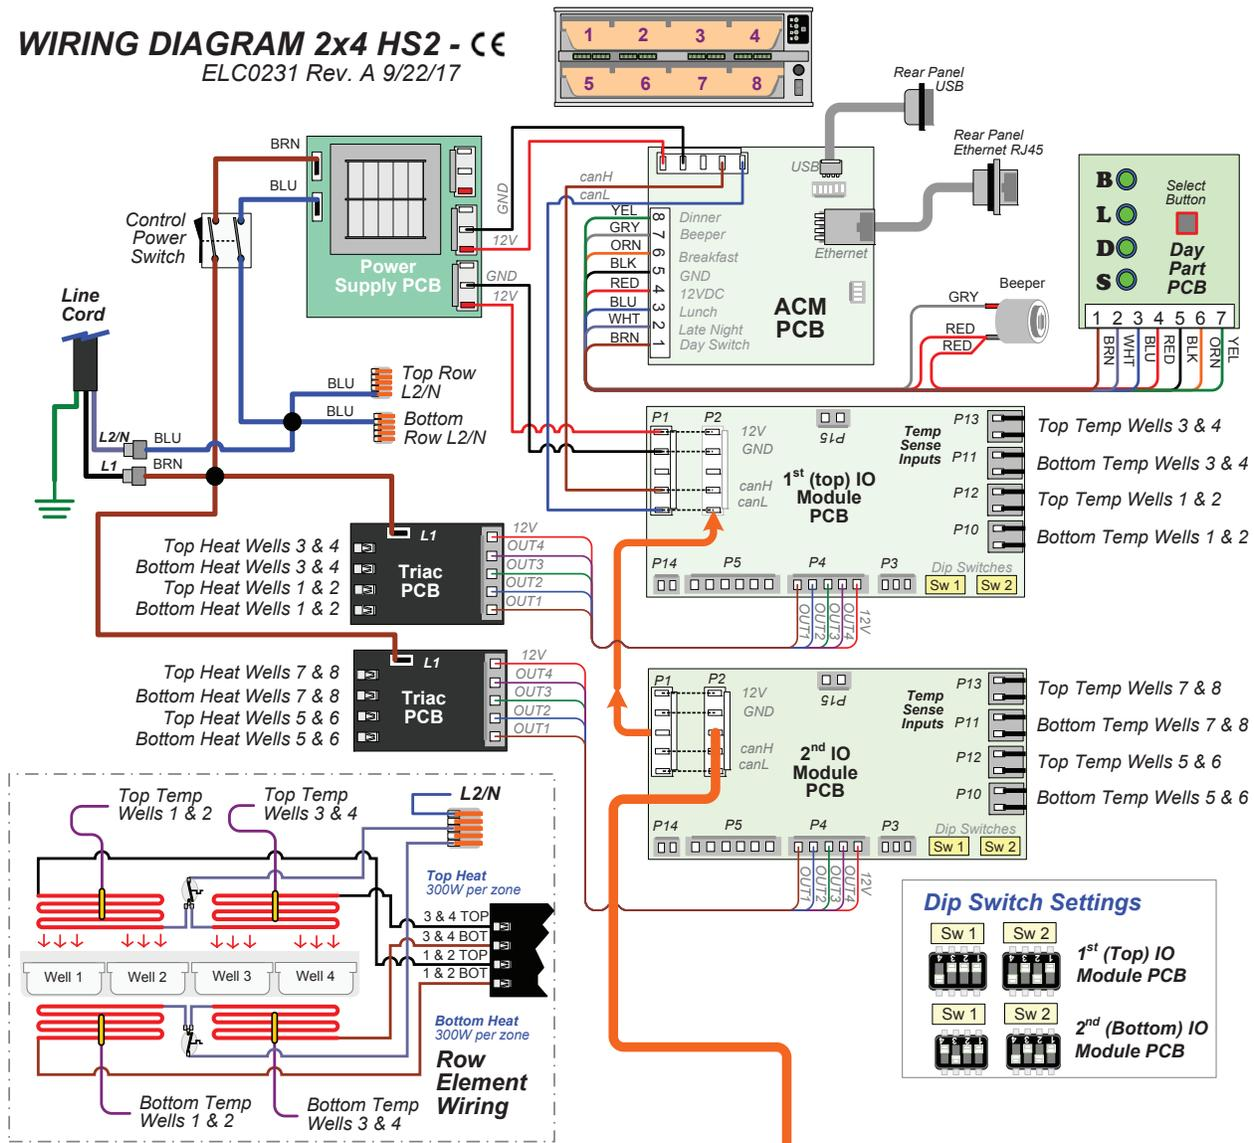 WIRING DIAGRAM 2x4 HS2 - CE
ELC0231 Rev. A 9/22/17
1 2 3 4
5 6 7 8
Rear Panel
USB
Rear Panel
Ethernet RJ45
BRN
BLU
Control
Power
Switch
Power
Supply PCB
GND
12V
GND
12V
canH
canL
USB
Ethernet
YEL 8 Dinner
GRY 7 Beeper
ORN 6 Breakfast
BLK 5 GND
RED 4 12VDC
BLU 3 Lunch
WHT 2 Late Night
BRN 1 Day Switch
ACM
PCB
Beeper
GRY
RED
RED
B
L
D
S
Select
Button
Day
Part
PCB
1 2 3 4 5 6 7
BRN
WHT
BLU
RED
BLK
ORN
YEL
Line
Cord
L2/N
BLU
L1
BRN
BLU
Top Row
L2/N
BLU
Bottom
Row L2/N
P1 P2
12V
GND
canH
canL
P15
1st (top) IO
Module
PCB
Temp
Sense
Inputs
P13
Top Temp Wells 3 & 4
P11
Bottom Temp Wells 3 & 4
P12
Top Temp Wells 1 & 2
P10
Bottom Temp Wells 1 & 2
P14 P5 P4 P3
Dip Switches
Sw 1 Sw 2
OUT1
OUT2
OUT3
OUT4
12V
Top Heat Wells 3 & 4
Bottom Heat Wells 3 & 4
Top Heat Wells 1 & 2
Bottom Heat Wells 1 & 2
L1
Triac
PCB
12V
OUT4
OUT3
OUT2
OUT1
Top Heat Wells 7 & 8
Bottom Heat Wells 7 & 8
Top Heat Wells 5 & 6
Bottom Heat Wells 5 & 6
L1
Triac
PCB
12V
OUT4
OUT3
OUT2
OUT1
P1 P2
12V
GND
canH
canL
P15
2nd IO
Module
PCB
Temp
Sense
Inputs
P13
Top Temp Wells 7 & 8
P11
Bottom Temp Wells 7 & 8
P12
Top Temp Wells 5 & 6
P10
Bottom Temp Wells 5 & 6
P14 P5 P4 P3
Dip Switches
Sw 1 Sw 2
OUT1
OUT2
OUT3
OUT4
12V
Top Temp
Wells 1 & 2
Top Temp
Wells 3 & 4
L2/N
Top Heat
300W per zone
3 & 4 TOP
3 & 4 BOT
1 & 2 TOP
1 & 2 BOT
Well 1 Well 2 Well 3 Well 4
Bottom Heat
300W per zone
Row
Element
Wiring
Bottom Temp
Wells 1 & 2
Bottom Temp
Wells 3 & 4
Dip Switch Settings
Sw 1 Sw 2
1st (Top) IO
Module PCB
Sw 1 Sw 2
2nd (Bottom) IO
Module PCB